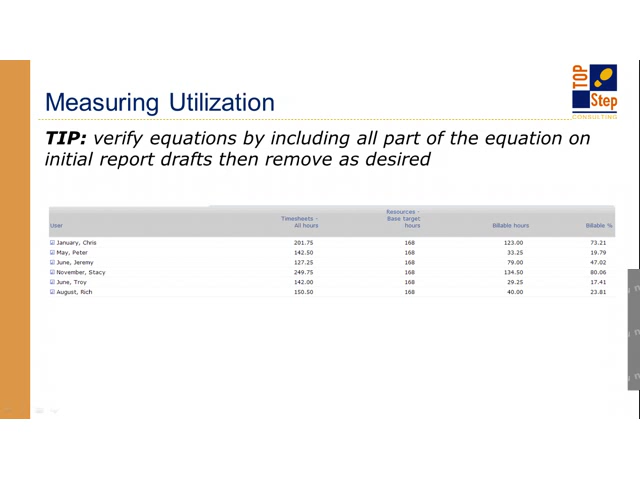 TOP
Step
CONSULTING
Measuring Utilization
TIP: verify equations by including all part of the equation on
initial report drafts then remove as desired
User Timesheets - All hours Resources - Base target hours Billable hours Billable %
January, Chris 201.75 168 123.00 73.21
May, Peter 142.50 168 33.25 19.79
June, Jeremy 127.25 168 79.00 47.02
November, Stacy 249.75 168 134.50 80.06
June, Troy 142.00 168 29.25 17.41
August, Rich 150.50 168 40.00 23.81